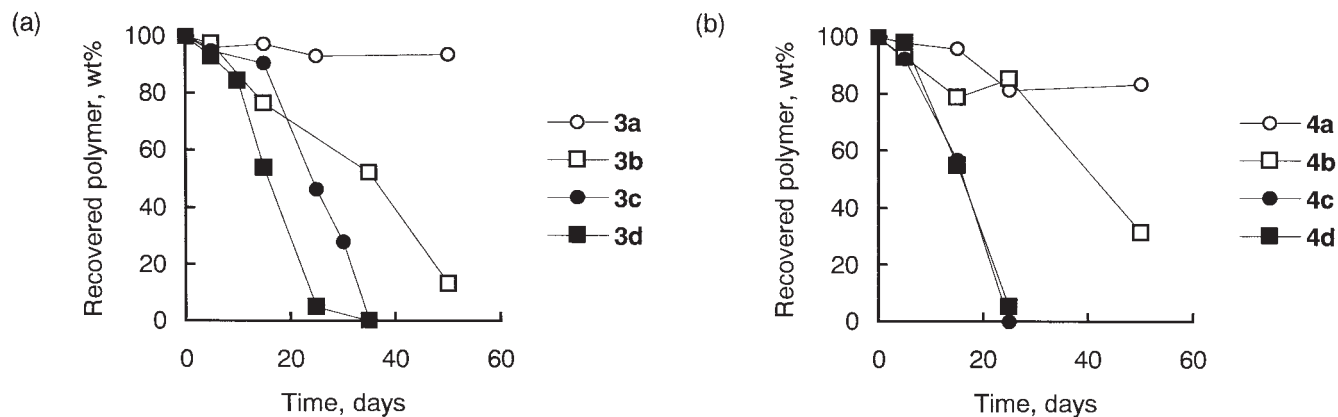 (a)
Recovered polymer, wt%
100
80
60
40
20
0
0 20 40 60
Time, days
3a
3b
3c
3d
(b)
Recovered polymer, wt%
100
80
60
40
20
0
0 20 40 60
Time, days
4a
4b
4c
4d